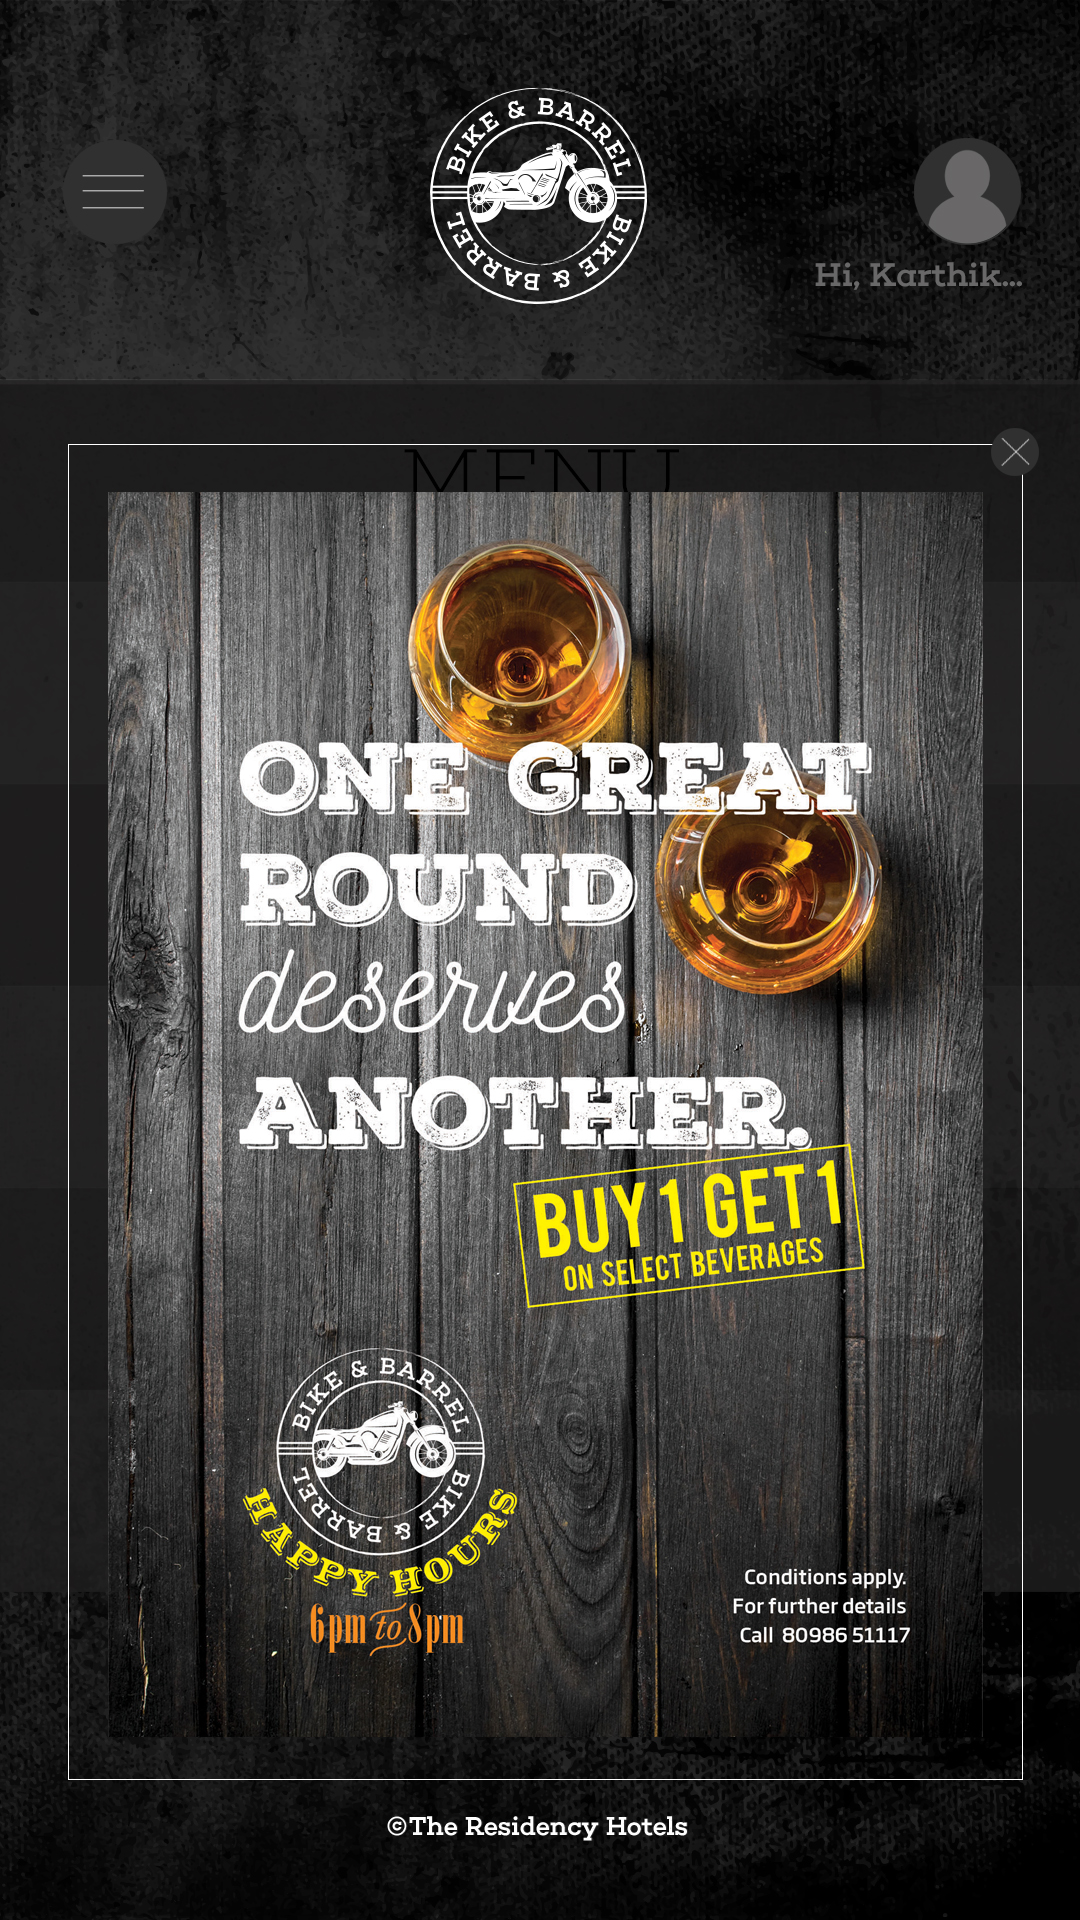 BIKE & BARREL
BIKE & BARREL
Hi, Karthik...
MENU
ONE GREAT
ROUND
deserves
ANOTHER.
BUY 1 GET 1
ON SELECT BEVERAGES
BIKE & BARREL
BIKE & BARREL
HAPPY HOURS
6pm to 8pm
Conditions apply.
For further details
Call 80986 51117
©The Residency Hotels